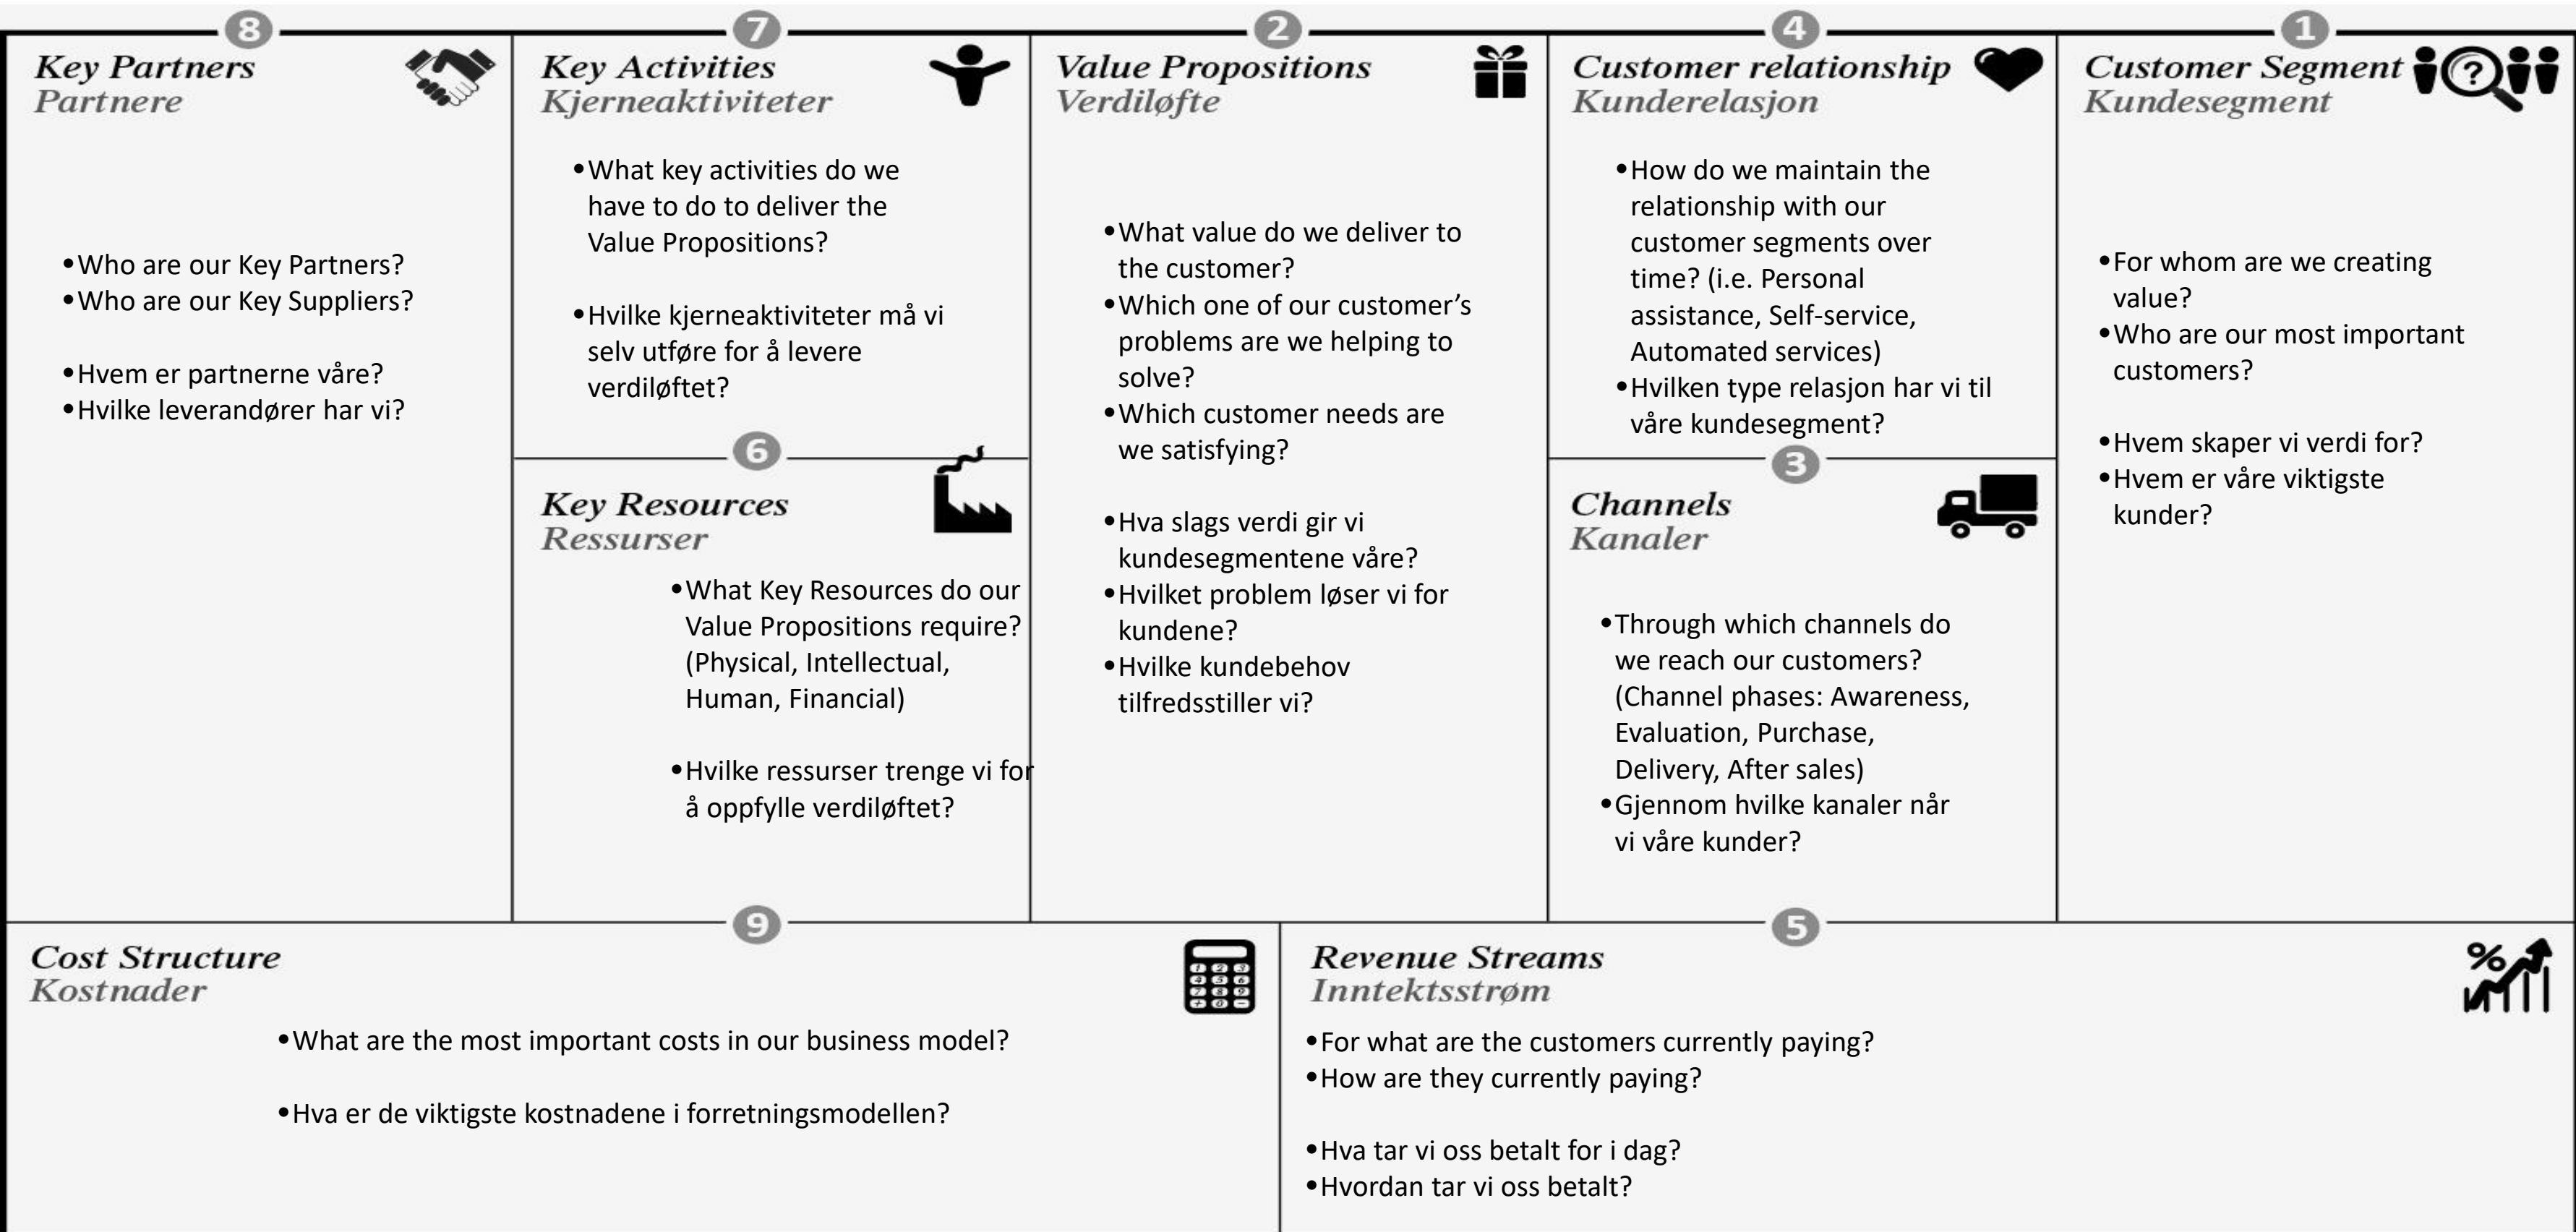 8
Key Partners
Partnere
•Who are our Key Partners?
•Who are our Key Suppliers?
•Hvem er partnerne våre?
•Hvilke leverandører har vi?
7
Key Activities
Kjerneaktiviteter
•What key activities do we
have to do to deliver the
Value Propositions?
•Hvilke kjerneaktiviteter må vi
selv utføre for å levere
verdiløftet?
6
Key Resources
Ressurser
•What Key Resources do our
Value Propositions require?
(Physical, Intellectual,
Human, Financial)
•Hvilke ressurser trenge vi for
å oppfylle verdiløftet?
2
Value Propositions
Verdiløfte
•What value do we deliver to
the customer?
•Which one of our customer’s
problems are we helping to
solve?
•Which customer needs are
we satisfying?
•Hva slags verdi gir vi
kundesegmentene våre?
•Hvilket problem løser vi for
kundene?
•Hvilke kundebehov
tilfredsstiller vi?
4
Customer relationship
Kunderelasjon
•How do we maintain the
relationship with our
customer segments over
time? (i.e. Personal
assistance, Self-service,
Automated services)
•Hvilken type relasjon har vi til
våre kundesegment?
3
Channels
Kanaler
•Through which channels do
we reach our customers?
(Channel phases: Awareness,
Evaluation, Purchase,
Delivery, After sales)
•Gjennom hvilke kanaler når
vi våre kunder?
1
Customer Segment
?
Kundesegment
•For whom are we creating
value?
•Who are our most important
customers?
•Hvem skaper vi verdi for?
•Hvem er våre viktigste
kunder?
9
Cost Structure
Kostnader
1 2 3
4 5 6
7 8 9
+ 0 −
•What are the most important costs in our business model?
•Hva er de viktigste kostnadene i forretningsmodellen?
5
Revenue Streams
Inntektsstrøm
%
•For what are the customers currently paying?
•How are they currently paying?
•Hva tar vi oss betalt for i dag?
•Hvordan tar vi oss betalt?